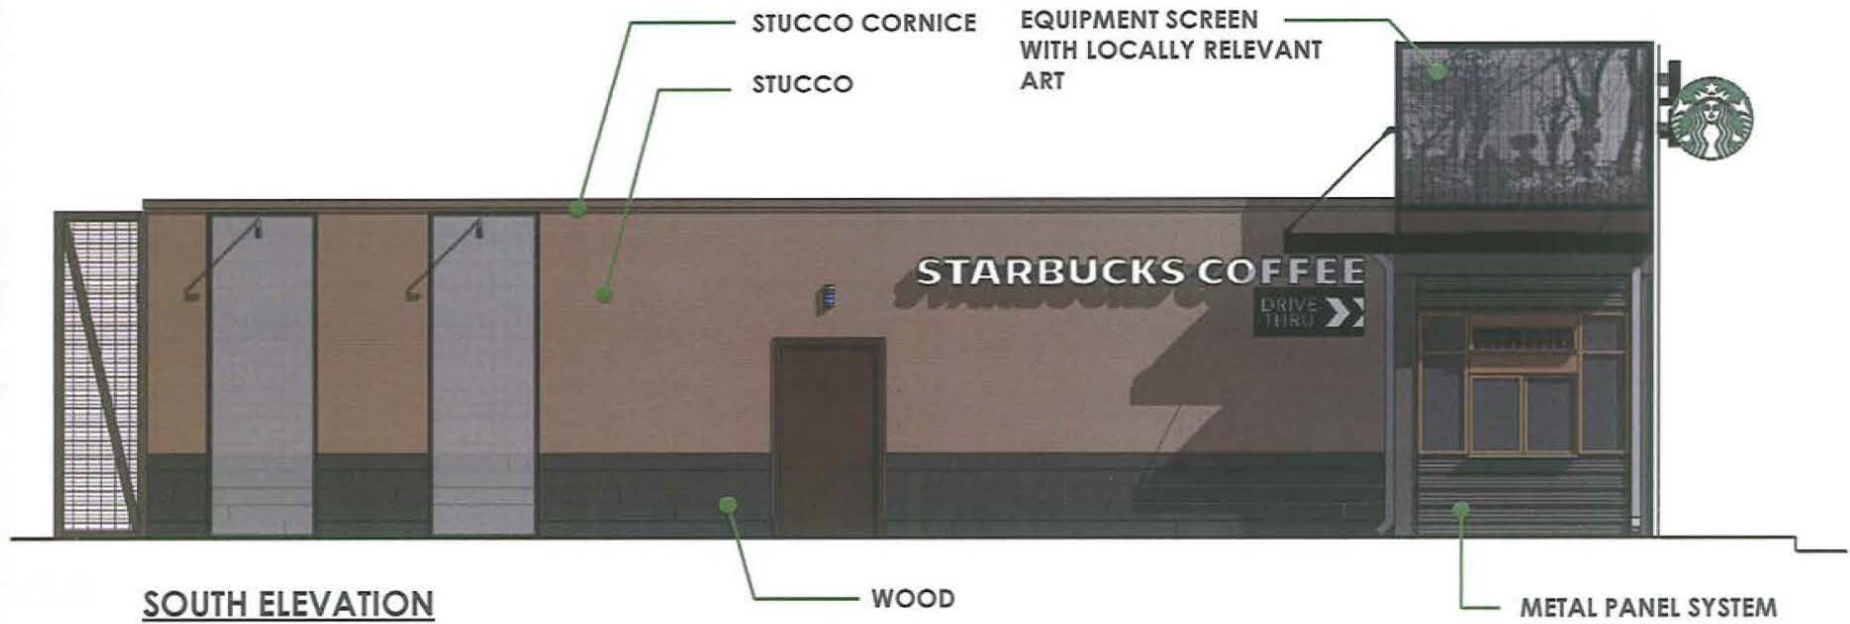 STUCCO CORNICE
EQUIPMENT SCREEN
WITH LOCALLY RELEVANT
ART
STUCCO
STARBUCKS COFFEE
DRIVE
THRU
WOOD
METAL PANEL SYSTEM
SOUTH ELEVATION